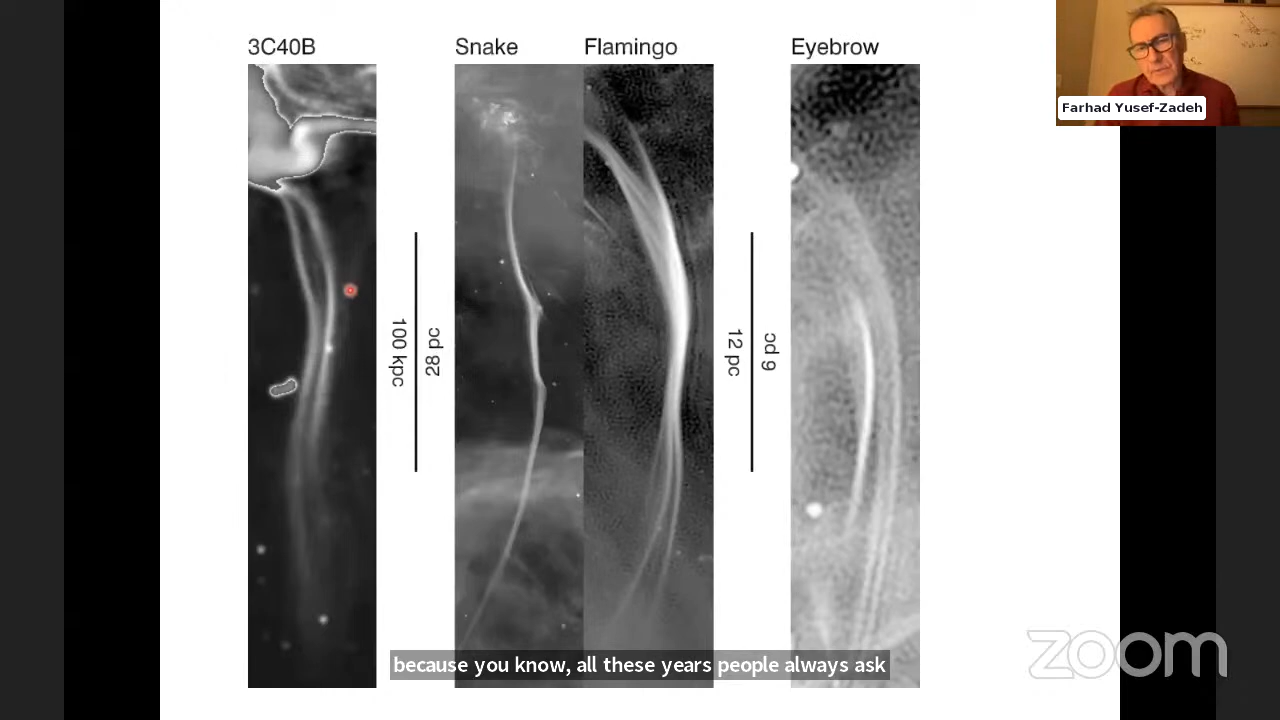 3C40B
Snake
Flamingo
Eyebrow
Farhad Yusef-Zadeh
100 kpc
28 pc
12 pc
6 pc
because you know, all these years people always ask
zoom